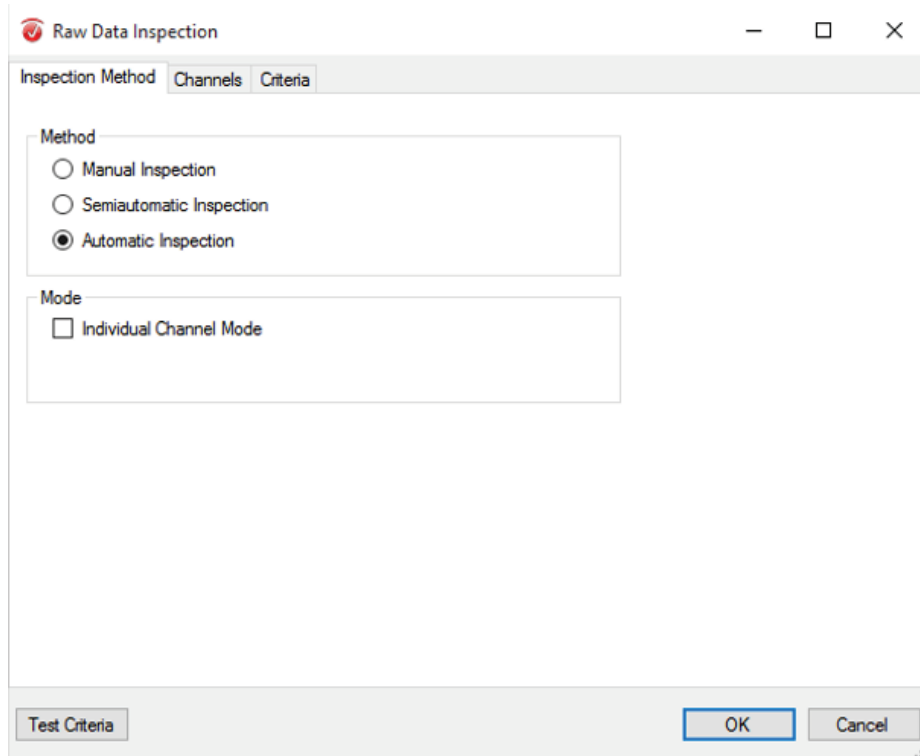 Raw Data Inspection
Inspection Method Channels Criteria
Method
Manual Inspection
Semiautomatic Inspection
Automatic Inspection
Mode
Individual Channel Mode
Test Criteria OK Cancel